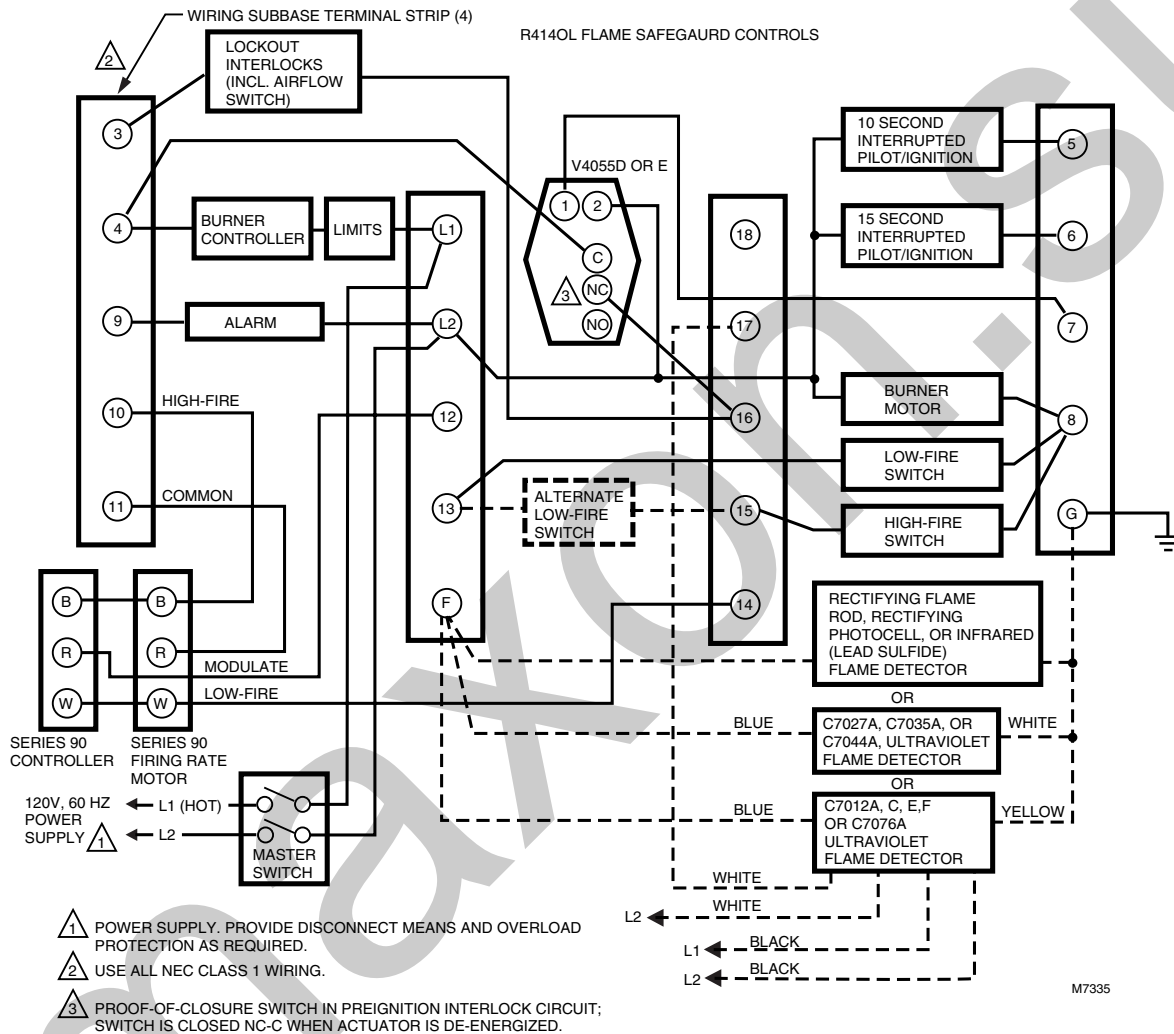 WIRING SUBBASE TERMINAL STRIP (4)
R414OL FLAME SAFEGAURD CONTROLS
2
LOCKOUT
INTERLOCKS
(INCL. AIRFLOW
SWITCH)
3
4
9
10
11
BURNER
CONTROLLER
LIMITS
ALARM
HIGH-FIRE
COMMON
L1
L2
12
13
F
V4055D OR E
1
2
C
NC
NO
3
ALTERNATE
LOW-FIRE
SWITCH
18
17
16
15
14
10 SECOND
INTERRUPTED
PILOT/IGNITION
15 SECOND
INTERRUPTED
PILOT/IGNITION
BURNER
MOTOR
LOW-FIRE
SWITCH
HIGH-FIRE
SWITCH
5
6
7
8
G
B
R
W
B
R
W
MODULATE
LOW-FIRE
SERIES 90
CONTROLLER
SERIES 90
FIRING RATE
MOTOR
120V, 60 HZ
POWER
SUPPLY
1
L1 (HOT)
L2
MASTER
SWITCH
RECTIFYING FLAME
ROD, RECTIFYING
PHOTOCELL, OR INFRARED
(LEAD SULFIDE)
FLAME DETECTOR
OR
BLUE
C7027A, C7035A, OR
C7044A, ULTRAVIOLET
FLAME DETECTOR
WHITE
OR
BLUE
C7012A, C, E,F
OR C7076A
ULTRAVIOLET
FLAME DETECTOR
YELLOW
WHITE
L2
WHITE
L1
BLACK
L2
BLACK
1 POWER SUPPLY. PROVIDE DISCONNECT MEANS AND OVERLOAD
PROTECTION AS REQUIRED.
2 USE ALL NEC CLASS 1 WIRING.
3 PROOF-OF-CLOSURE SWITCH IN PREIGNITION INTERLOCK CIRCUIT;
SWITCH IS CLOSED NC-C WHEN ACTUATOR IS DE-ENERGIZED.
M7335